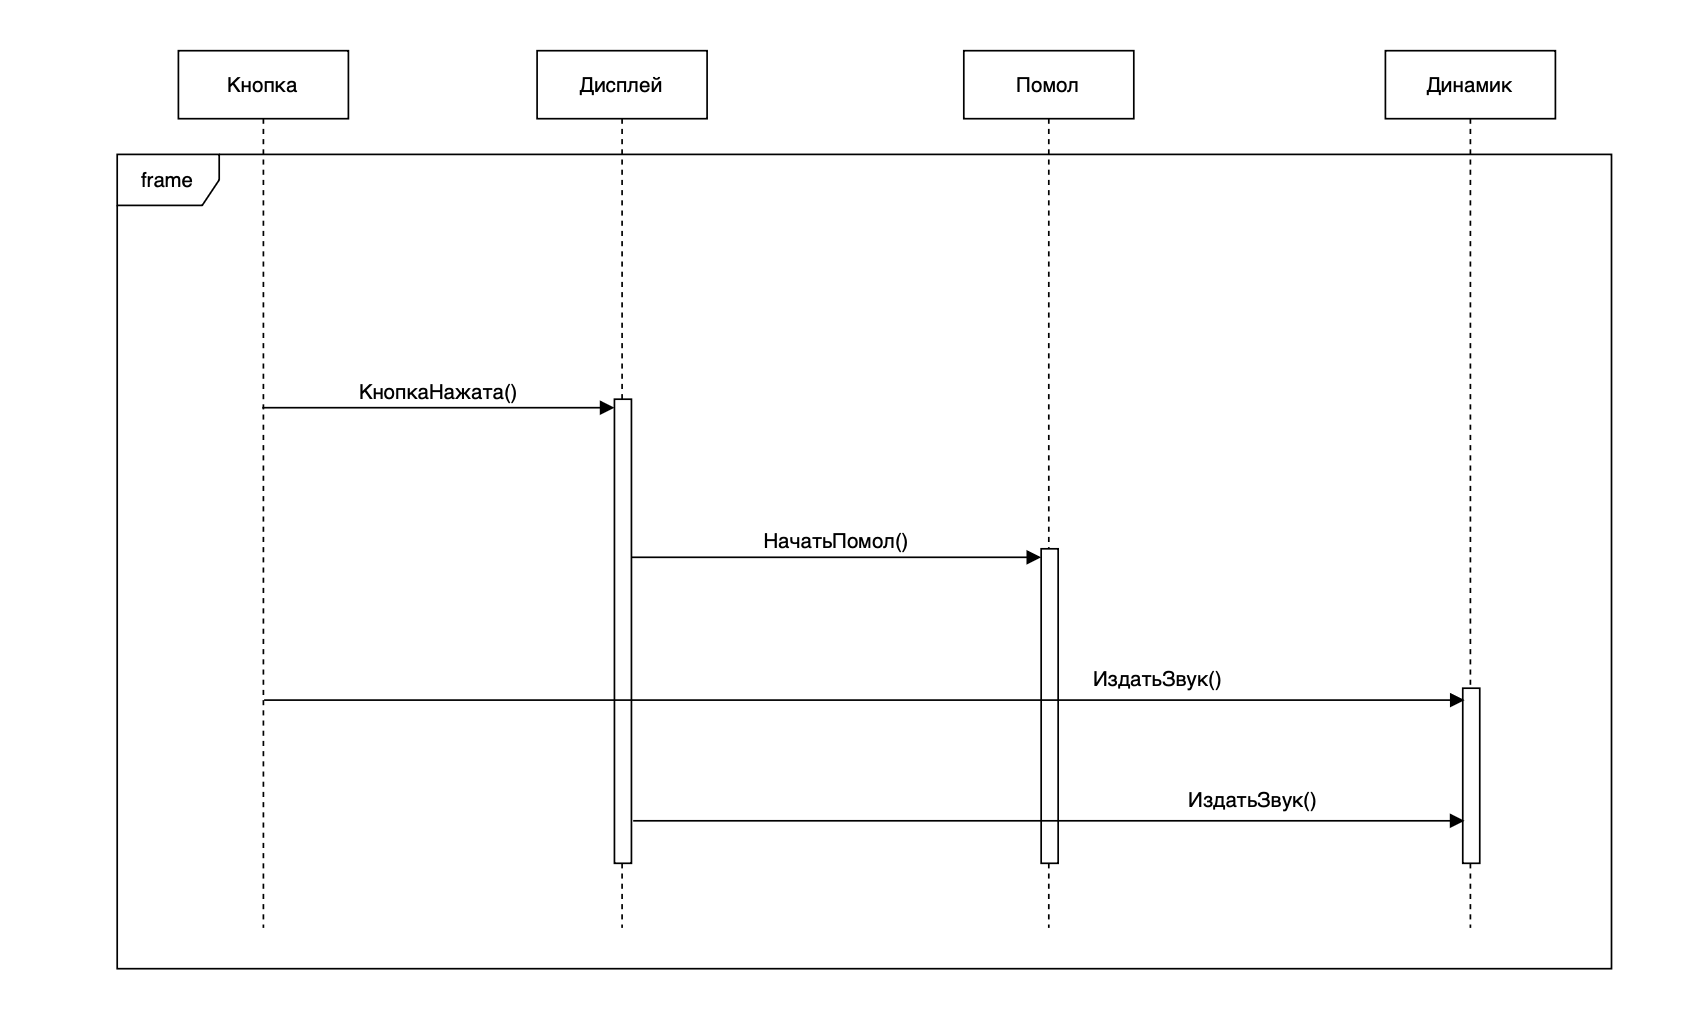 Кнопка
Дисплей
Помол
Динамик
frame
КнопкаНажата()
НачатьПомол()
ИздатьЗвук()
ИздатьЗвук()